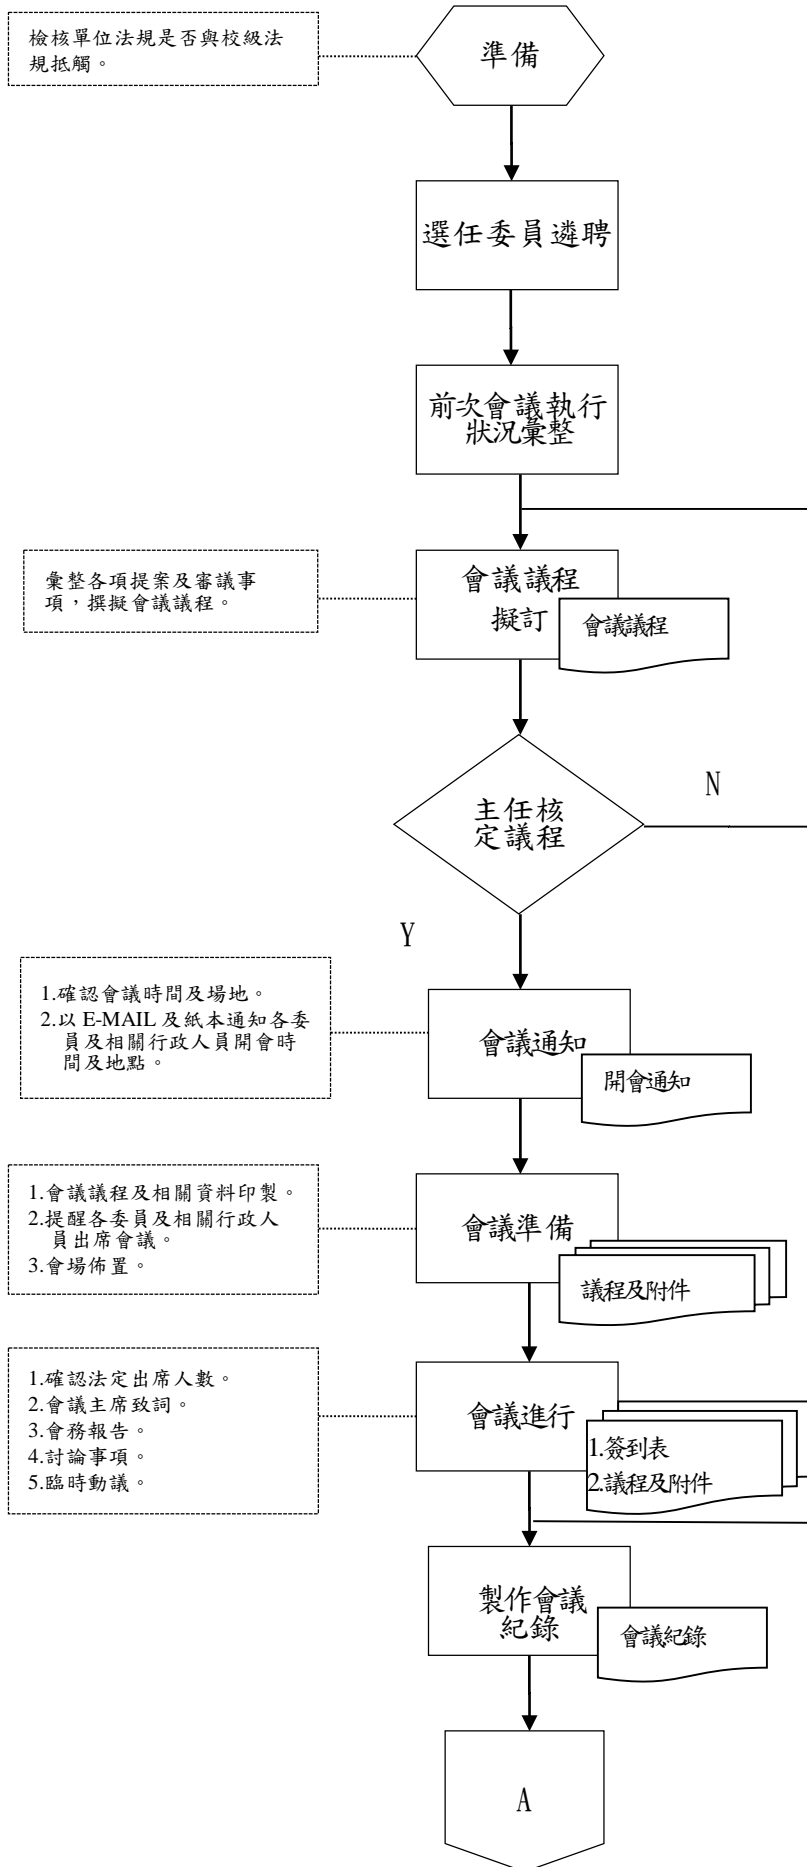 檢核單位法規是否與校級法
規抵觸。
準備
選任委員遴聘
前次會議執行
狀況彙整
彙整各項提案及審議事
項，撰擬會議議程。
會議議程
擬訂
會議議程
主任核
定議程
N
Y
1.確認會議時間及場地。
2.以 E-MAIL 及紙本通知各委
員及相關行政人員開會時
間及地點。
會議通知
開會通知
1.會議議程及相關資料印製。
2.提醒各委員及相關行政人
員出席會議。
3.會場佈置。
會議準備
議程及附件
1.確認法定出席人數。
2.會議主席致詞。
3.會務報告。
4.討論事項。
5.臨時動議。
會議進行
1.簽到表
2.議程及附件
製作會議
紀錄
會議紀錄
A